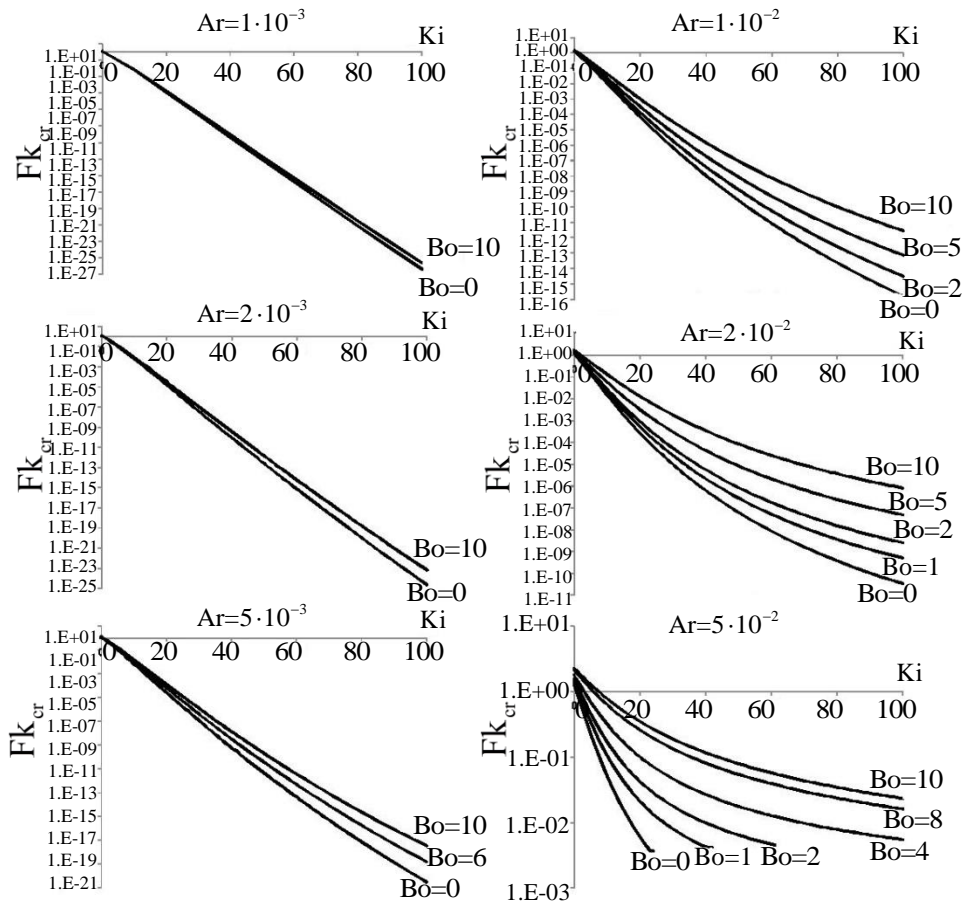 Ar=1·10⁻³
Ki
1.E+01
0 20 40 60 80 100
1.E-01
1.E-03
1.E-05
1.E-07
1.E-09
1.E-11
1.E-13
1.E-15
1.E-17
1.E-19
1.E-21
1.E-23
1.E-25
1.E-27
Fk_cr
Bo=10
Bo=0
Ar=1·10⁻²
Ki
1.E+01
1.E+00
0 20 40 60 80 100
1.E-01
1.E-02
1.E-03
1.E-04
1.E-05
1.E-06
1.E-07
1.E-08
1.E-09
1.E-10
1.E-11
1.E-12
1.E-13
1.E-14
1.E-15
1.E-16
Fk_cr
Bo=10
Bo=5
Bo=2
Bo=0
Ar=2·10⁻³
Ki
1.E+01
0 20 40 60 80 100
1.E-01
1.E-03
1.E-05
1.E-07
1.E-09
1.E-11
1.E-13
1.E-15
1.E-17
1.E-19
1.E-21
1.E-23
1.E-25
Fk_cr
Bo=10
Bo=0
Ar=2·10⁻²
Ki
1.E+01
1.E+00
0 20 40 60 80 100
1.E-01
1.E-02
1.E-03
1.E-04
1.E-05
1.E-06
1.E-07
1.E-08
1.E-09
1.E-10
1.E-11
Fk_cr
Bo=10
Bo=5
Bo=2
Bo=1
Bo=0
Ar=5·10⁻³
Ki
1.E+01
0 20 40 60 80 100
1.E-01
1.E-03
1.E-05
1.E-07
1.E-09
1.E-11
1.E-13
1.E-15
1.E-17
1.E-19
1.E-21
Fk_cr
Bo=10
Bo=6
Bo=0
Ar=5·10⁻²
Ki
1.E+01
1.E+00
0 20 40 60 80 100
1.E-01
1.E-02
1.E-03
Fk_cr
Bo=10
Bo=8
Bo=4
Bo=0 Bo=1 Bo=2